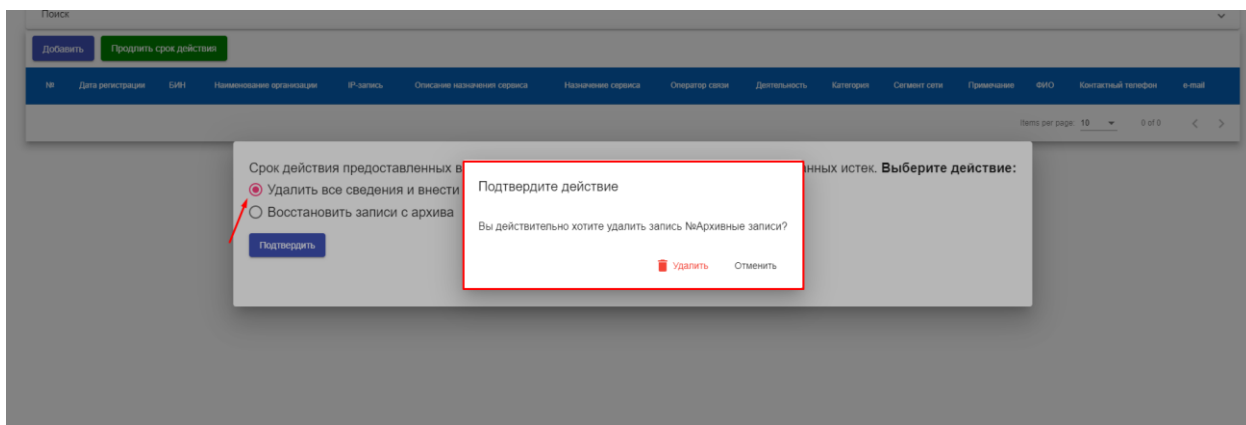 Поиск
Добавить Продлить срок действия
№ Дата регистрации БИН Наименование организации IP-запись Описание назначения сервиса Назначение сервиса Оператор связи Деятельность Категория Сегмент сети Примечание ФИО Контактный телефон e-mail
Items per page: 10 0 of 0
Срок действия предоставленных истек. Выберите действие:
Удалить все сведения и внести
Восстановить записи с архива
Подтвердить
Подтвердите действие
Вы действительно хотите удалить запись №Архивные записи?
Удалить Отменить